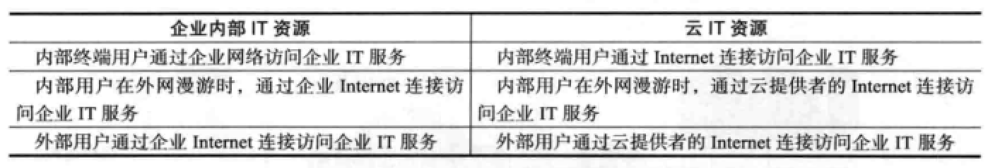 企业内部 IT 资源
云 IT 资源
内部终端用户通过企业网络访问企业 IT 服务
内部终端用户通过 Internet 连接访问企业 IT 服务
内部用户在外网漫游时，通过企业 Internet 连接访
问企业 IT 服务
内部用户在外网漫游时，通过云提供者的 Internet 连接访
问企业 IT 服务
外部用户通过企业 Internet 连接访问企业 IT 服务
外部用户通过云提供者的 Internet 连接访问企业 IT 服务